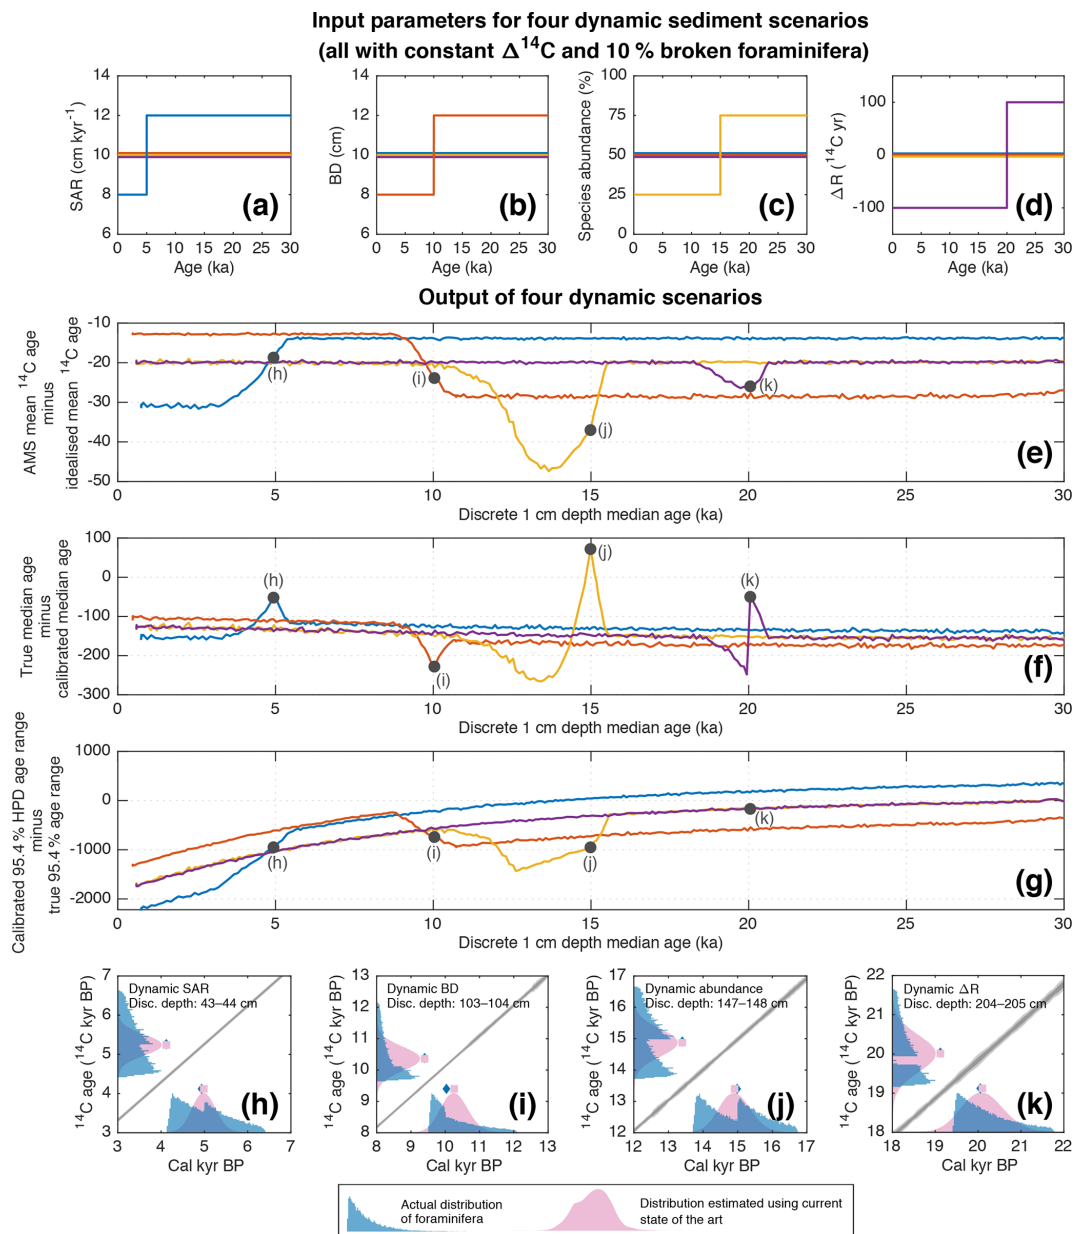 Input parameters for four dynamic sediment scenarios
(all with constant Δ¹⁴C and 10 % broken foraminifera)
SAR (cm kyr⁻¹)
14
12
10
8
6
0 5 10 15 20 25 30
Age (ka)
(a)
BD (cm)
14
12
10
8
6
0 5 10 15 20 25 30
Age (ka)
(b)
Species abundance (%)
100
75
50
25
0
0 5 10 15 20 25 30
Age (ka)
(c)
ΔR (¹⁴C yr)
100
0
-100
0 5 10 15 20 25 30
Age (ka)
(d)
Output of four dynamic scenarios
AMS mean ¹⁴C age
minus
idealised mean ¹⁴C age
-10
-20
-30
-40
-50
(h)
(i)
(j)
(k)
(e)
0 5 10 15 20 25 30
Discrete 1 cm depth median age (ka)
True median age
minus
calibrated median age
100
0
-100
-200
-300
(h)
(i)
(j)
(k)
(f)
0 5 10 15 20 25 30
Discrete 1 cm depth median age (ka)
Calibrated 95.4 % HPD age range
minus
true 95.4 % age range
1000
0
-1000
-2000
(h)
(i)
(j)
(k)
(g)
0 5 10 15 20 25 30
Discrete 1 cm depth median age (ka)
¹⁴C age (¹⁴C kyr BP)
7
6
5
4
3
Dynamic SAR
Disc. depth: 43–44 cm
(h)
3 4 5 6 7
Cal kyr BP
¹⁴C age (¹⁴C kyr BP)
13
12
11
10
9
8
Dynamic BD
Disc. depth: 103–104 cm
(i)
8 9 10 11 12 13
Cal kyr BP
¹⁴C age (¹⁴C kyr BP)
17
16
15
14
13
12
Dynamic abundance
Disc. depth: 147–148 cm
(j)
12 13 14 15 16 17
Cal kyr BP
¹⁴C age (¹⁴C kyr BP)
22
21
20
19
18
Dynamic ΔR
Disc. depth: 204–205 cm
(k)
18 19 20 21 22
Cal kyr BP
Actual distribution
of foraminifera
Distribution estimated using current
state of the art